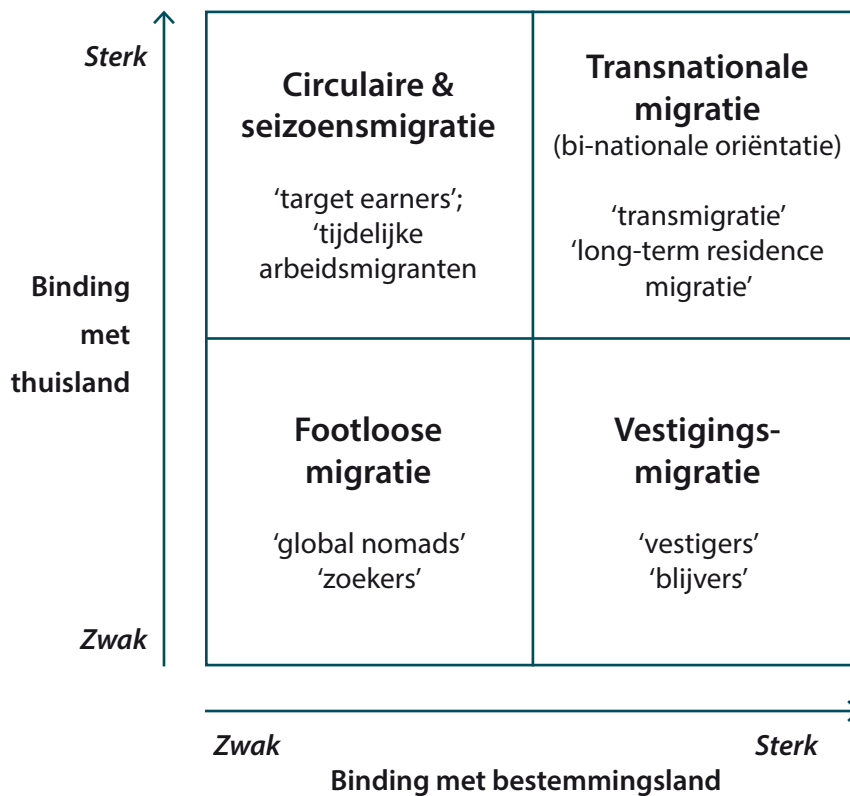 Sterk
Circulaire &
seizoensmigratie
‘target earners’;
‘tijdelijke
arbeidsmigranten
Transnationale
migratie
(bi-nationale oriëntatie)
‘transmigratie’
‘long-term residence
migratie’
Binding
met
thuisland
Footloose
migratie
‘global nomads’
‘zoekers’
Vestigings-
migratie
‘vestigers’
‘blijvers’
Zwak
Zwak
Sterk
Binding met bestemmingsland